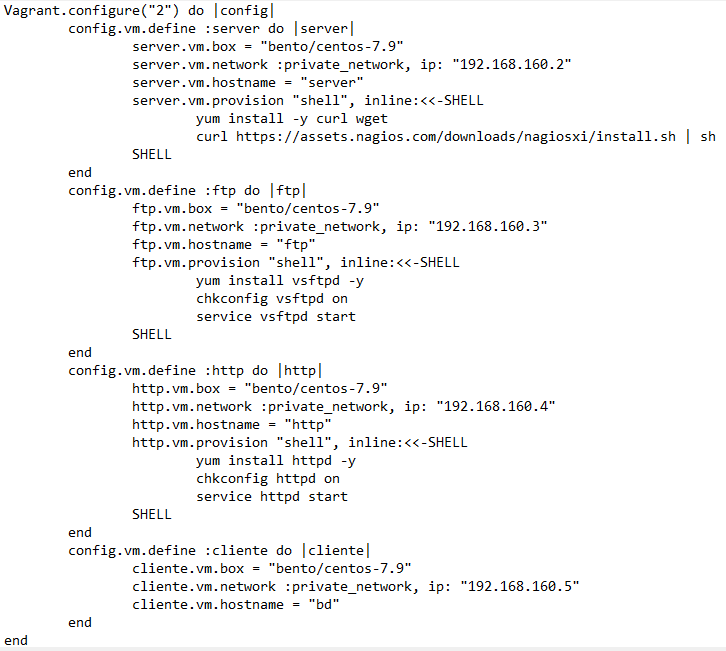 Vagrant.configure("2") do |config|
	config.vm.define :server do |server|
		server.vm.box = "bento/centos-7.9"
		server.vm.network :private_network, ip: "192.168.160.2"
		server.vm.hostname = "server"
		server.vm.provision "shell", inline:<<-SHELL
			yum install -y curl wget
			curl https://assets.nagios.com/downloads/nagiosxi/install.sh | sh
		SHELL
	end
	config.vm.define :ftp do |ftp|
		ftp.vm.box = "bento/centos-7.9"
		ftp.vm.network :private_network, ip: "192.168.160.3"
		ftp.vm.hostname = "ftp"
		ftp.vm.provision "shell", inline:<<-SHELL
			yum install vsftpd -y
			chkconfig vsftpd on
			service vsftpd start
		SHELL
	end
	config.vm.define :http do |http|
		http.vm.box = "bento/centos-7.9"
		http.vm.network :private_network, ip: "192.168.160.4"
		http.vm.hostname = "http"
		http.vm.provision "shell", inline:<<-SHELL
			yum install httpd -y
			chkconfig httpd on
			service httpd start
		SHELL
	end
	config.vm.define :cliente do |cliente|
		cliente.vm.box = "bento/centos-7.9"
		cliente.vm.network :private_network, ip: "192.168.160.5"
		cliente.vm.hostname = "bd"
	end
end